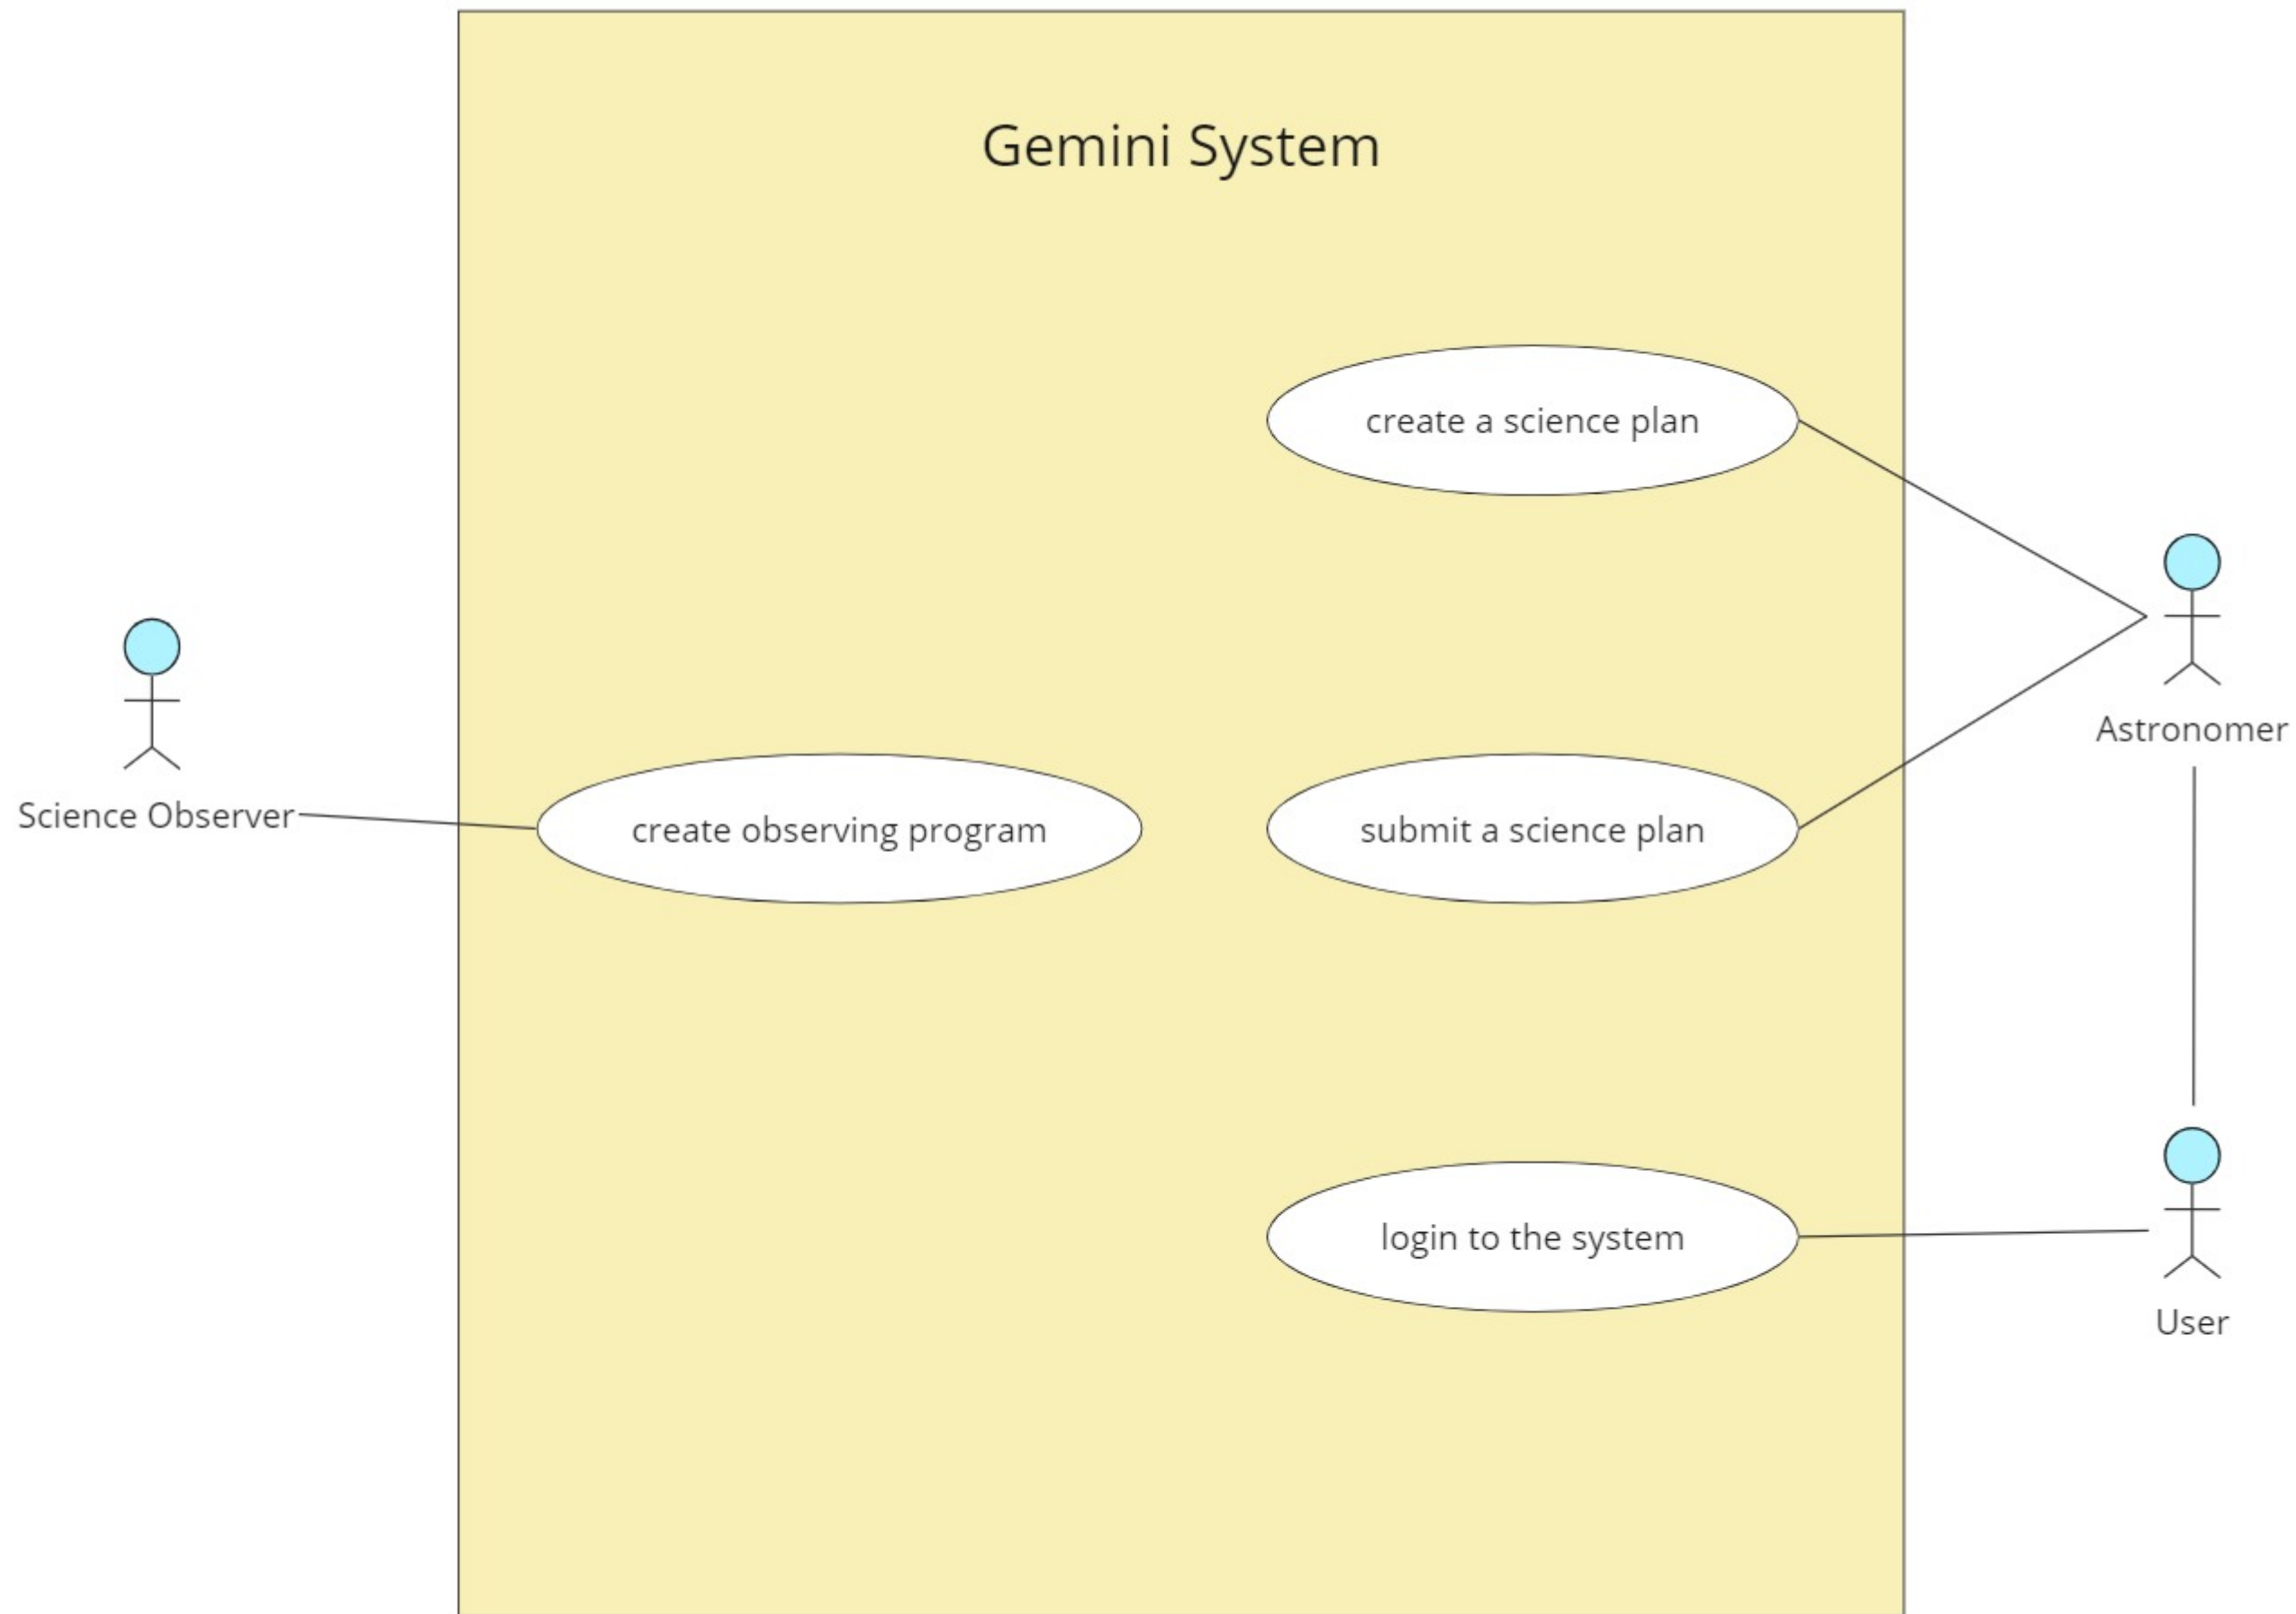 Gemini System
create a science plan
Astronomer
Science Observer
create observing program
submit a science plan
login to the system
User